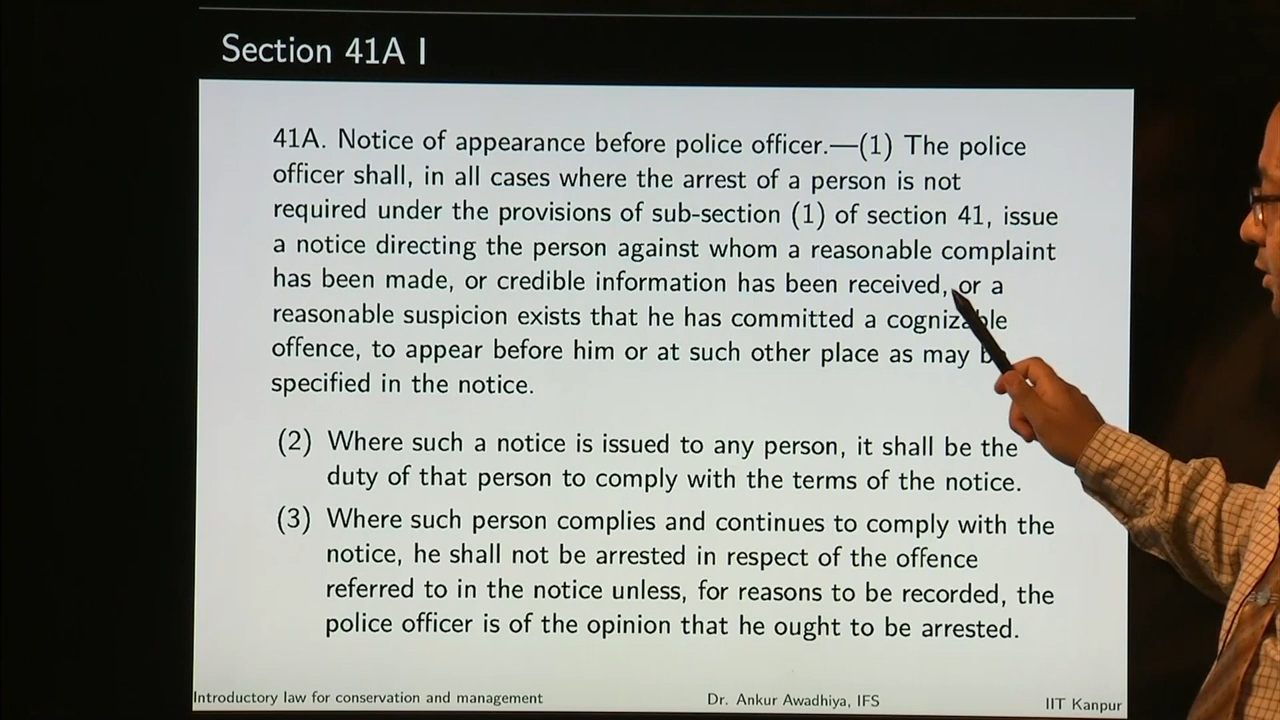 Section 41A I
41A. Notice of appearance before police officer.—(1) The police
officer shall, in all cases where the arrest of a person is not
required under the provisions of sub-section (1) of section 41, issue
a notice directing the person against whom a reasonable complaint
has been made, or credible information has been received, or a
reasonable suspicion exists that he has committed a cognizable
offence, to appear before him or at such other place as may be
specified in the notice.
(2) Where such a notice is issued to any person, it shall be the
duty of that person to comply with the terms of the notice.
(3) Where such person complies and continues to comply with the
notice, he shall not be arrested in respect of the offence
referred to in the notice unless, for reasons to be recorded, the
police officer is of the opinion that he ought to be arrested.
Introductory law for conservation and management Dr. Ankur Awadhiya, IFS IIT Kanpur